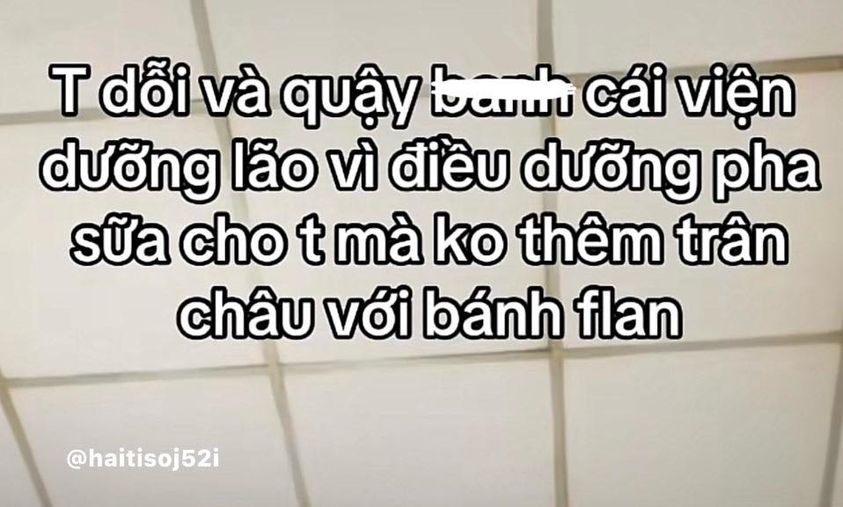 T dỗi và quậy banh cái viện
dưỡng lão vì điều dưỡng pha
sữa cho t mà ko thêm trân
châu với bánh flan
@haitisoj52i